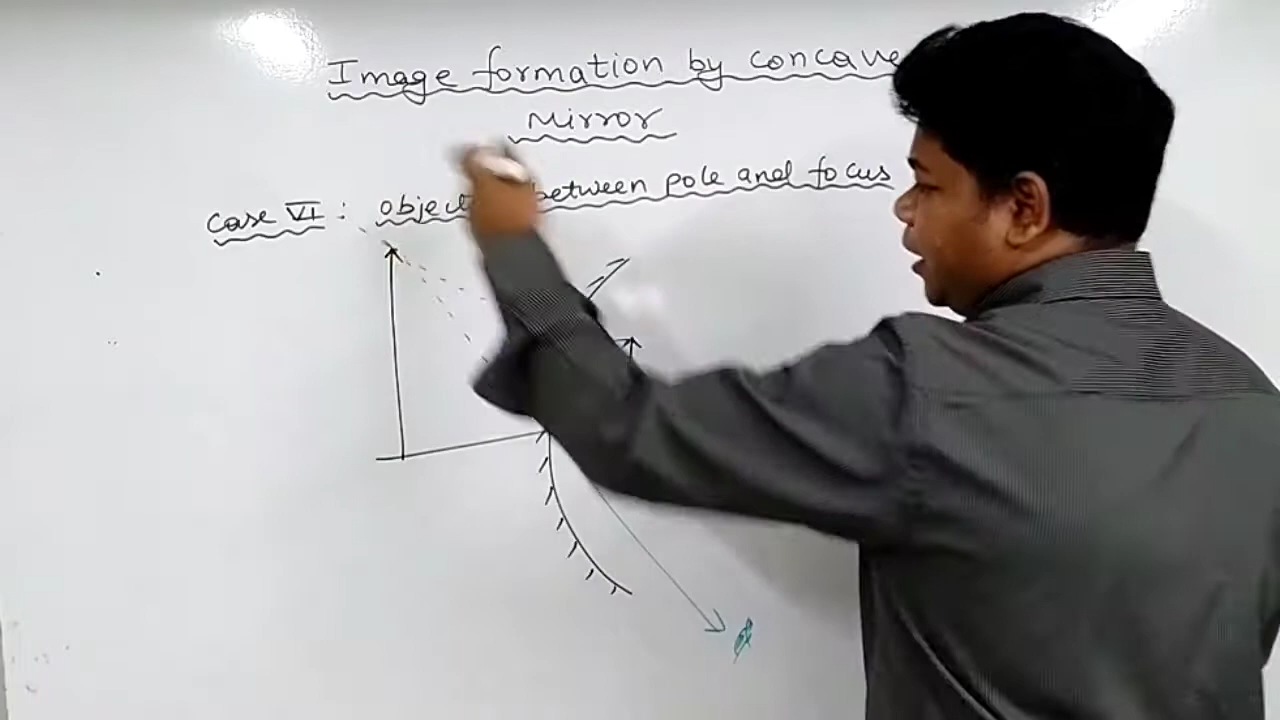 Image formation by concave
Mirror
Case VI : object between pole and focus